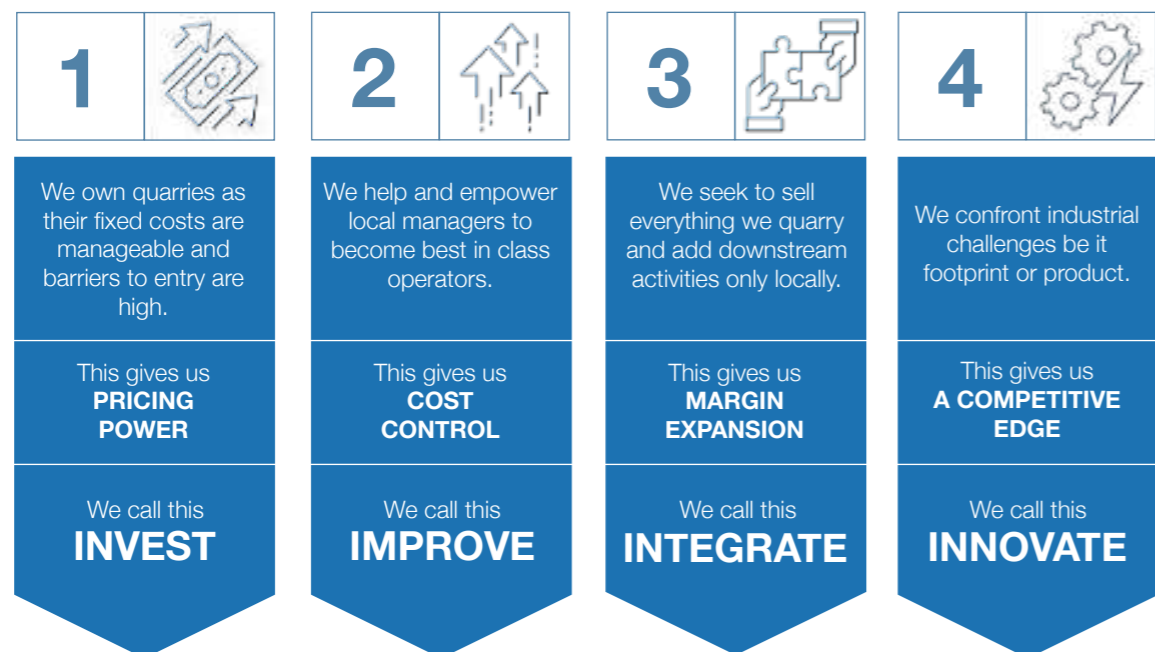 1
We own quarries as
their fixed costs are
manageable and
barriers to entry are
high.
This gives us
PRICING
POWER
We call this
INVEST
2
We help and empower
local managers to
become best in class
operators.
This gives us
COST
CONTROL
We call this
IMPROVE
3
We seek to sell
everything we quarry
and add downstream
activities only locally.
This gives us
MARGIN
EXPANSION
We call this
INTEGRATE
4
We confront industrial
challenges be it
footprint or product.
This gives us
A COMPETITIVE
EDGE
We call this
INNOVATE